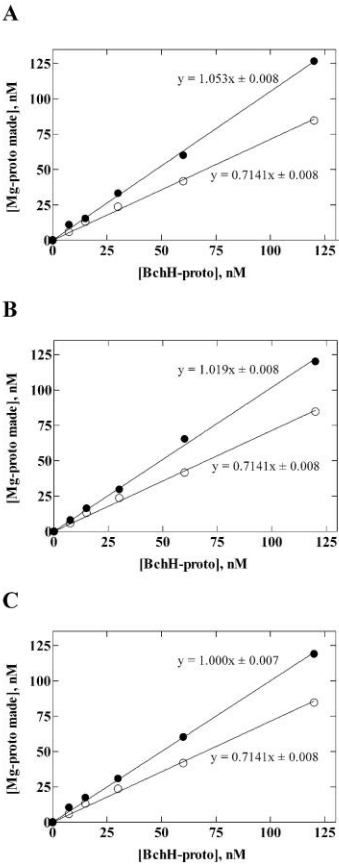 A
125
y = 1.053x ± 0.008
100
75
50
y = 0.7141x ± 0.008
25
0
0
25
50
75
100
125
[Mg-proto made], nM
[BchH-proto], nM
B
125
y = 1.019x ± 0.008
100
75
50
y = 0.7141x ± 0.008
25
0
0
25
50
75
100
125
[Mg-proto made], nM
[BchH-proto], nM
C
125
y = 1.000x ± 0.007
100
75
50
y = 0.7141x ± 0.008
25
0
0
25
50
75
100
125
[Mg-proto made], nM
[BchH-proto], nM